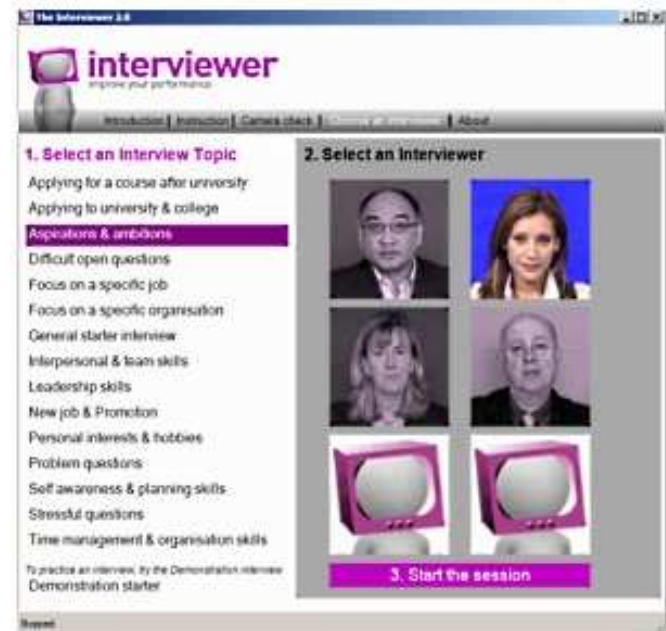 The Interviewer 2.0
interviewer
improve your performance
Introduction | Instruction | Camera check | | About
1. Select an Interview Topic
Applying for a course after university
Applying to university & college
Aspirations & ambitions
Difficult open questions
Focus on a specific job
Focus on a specific organisation
General starter interview
Interpersonal & team skills
Leadership skills
New job & Promotion
Personal interests & hobbies
Problem questions
Self awareness & planning skills
Stressful questions
Time management & organisation skills
To practice an interview, try the Demonstration interview
Demonstration starter
2. Select an Interviewer
3. Start the session
Stopped